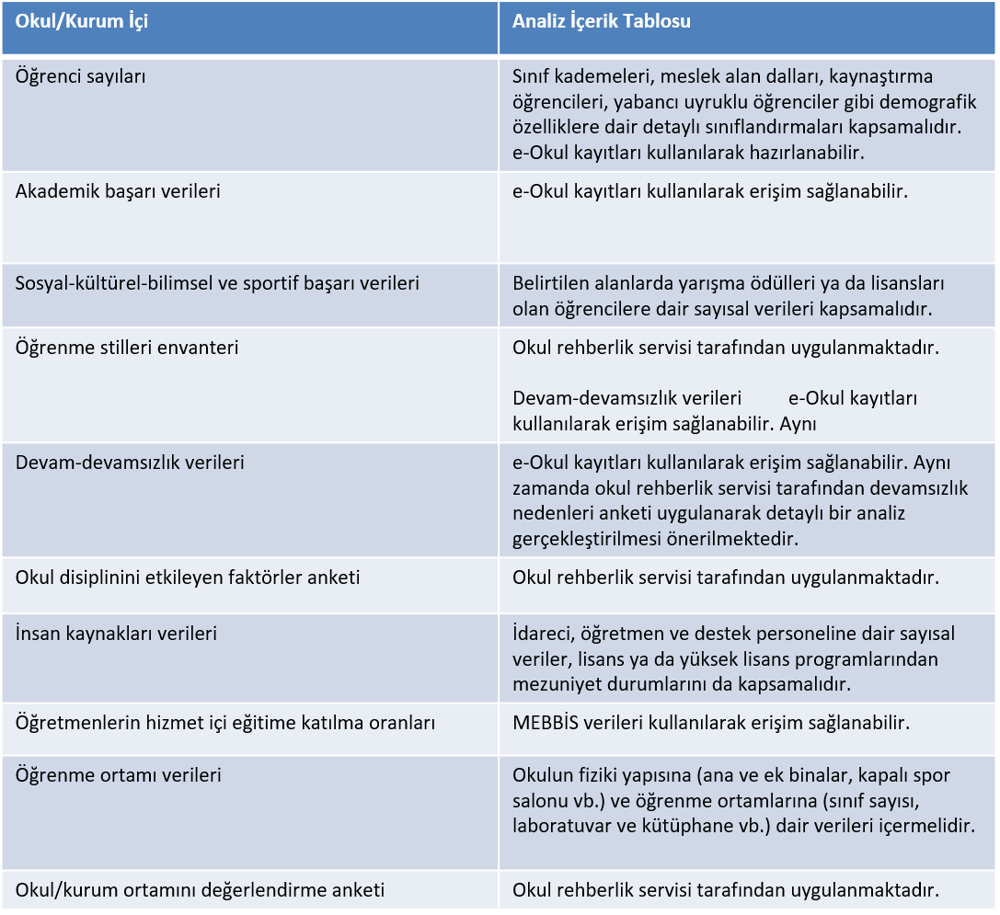 Okul/Kurum İçi
Analiz İçerik Tablosu
Öğrenci sayıları
Sınıf kademeleri, meslek alan dalları, kaynaştırma
öğrencileri, yabancı uyruklu öğrenciler gibi demografik
özelliklere dair detaylı sınıflandırmaları kapsamalıdır.
e-Okul kayıtları kullanılarak hazırlanabilir.
Akademik başarı verileri
e-Okul kayıtları kullanılarak erişim sağlanabilir.
Sosyal-kültürel-bilimsel ve sportif başarı verileri
Belirtilen alanlarda yarışma ödülleri ya da lisansları
olan öğrencilere dair sayısal verileri kapsamalıdır.
Öğrenme stilleri envanteri
Okul rehberlik servisi tarafından uygulanmaktadır.
Devam-devamsızlık verileri e-Okul kayıtları
kullanılarak erişim sağlanabilir. Aynı
Devam-devamsızlık verileri
e-Okul kayıtları kullanılarak erişim sağlanabilir. Aynı
zamanda okul rehberlik servisi tarafından devamsızlık
nedenleri anketi uygulanarak detaylı bir analiz
gerçekleştirilmesi önerilmektedir.
Okul disiplinini etkileyen faktörler anketi
Okul rehberlik servisi tarafından uygulanmaktadır.
İnsan kaynakları verileri
İdareci, öğretmen ve destek personeline dair sayısal
veriler, lisans ya da yüksek lisans programlarından
mezuniyet durumlarını da kapsamalıdır.
Öğretmenlerin hizmet içi eğitime katılma oranları
MEBBİS verileri kullanılarak erişim sağlanabilir.
Öğrenme ortamı verileri
Okulun fiziki yapısına (ana ve ek binalar, kapalı spor
salonu vb.) ve öğrenme ortamlarına (sınıf sayısı,
laboratuvar ve kütüphane vb.) dair verileri içermelidir.
Okul/kurum ortamını değerlendirme anketi
Okul rehberlik servisi tarafından uygulanmaktadır.